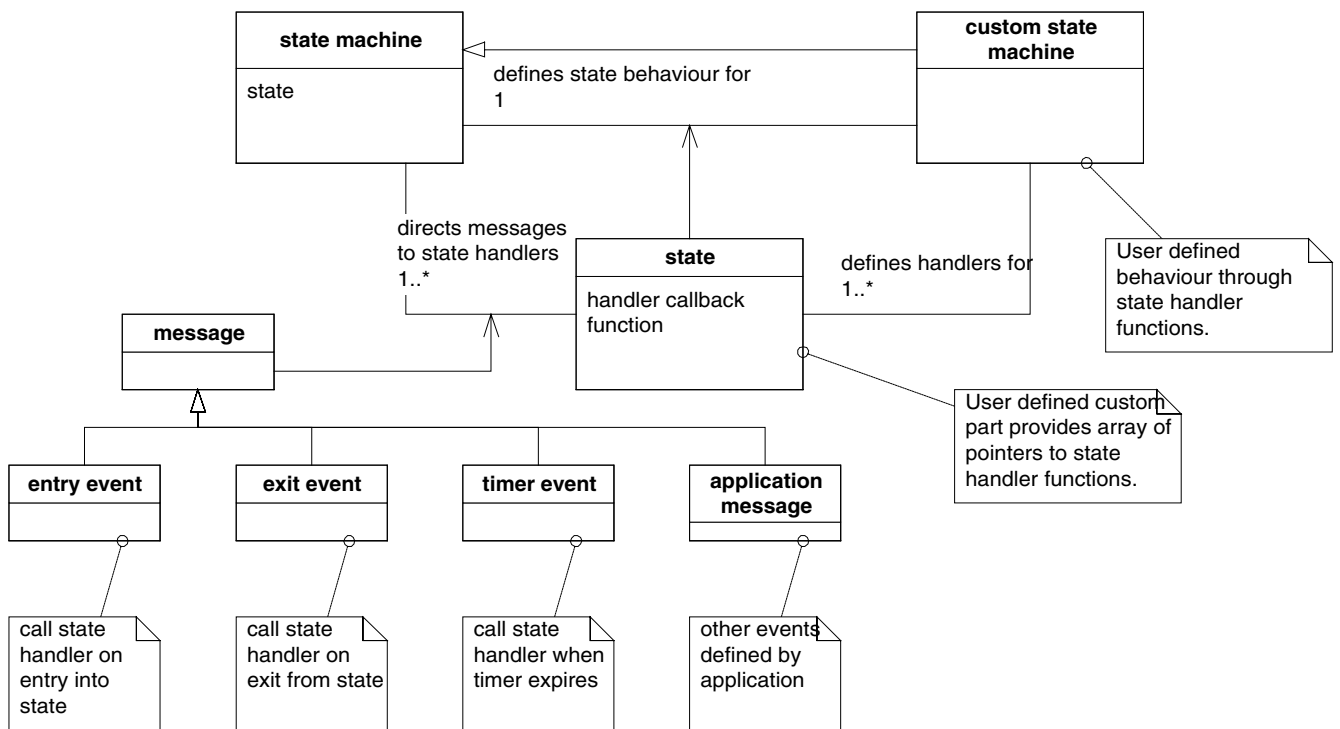 state machine
state
custom state
machine
defines state behaviour for
1
directs messages
to state handlers
1..*
state
handler callback
function
defines handlers for
1..*
User defined
behaviour through
state handler
functions.
message
User defined custom
part provides array of
pointers to state
handler functions.
entry event
exit event
timer event
application
message
call state
handler on
entry into
state
call state
handler on
exit from state
call state
handler when
timer expires
other events
defined by
application